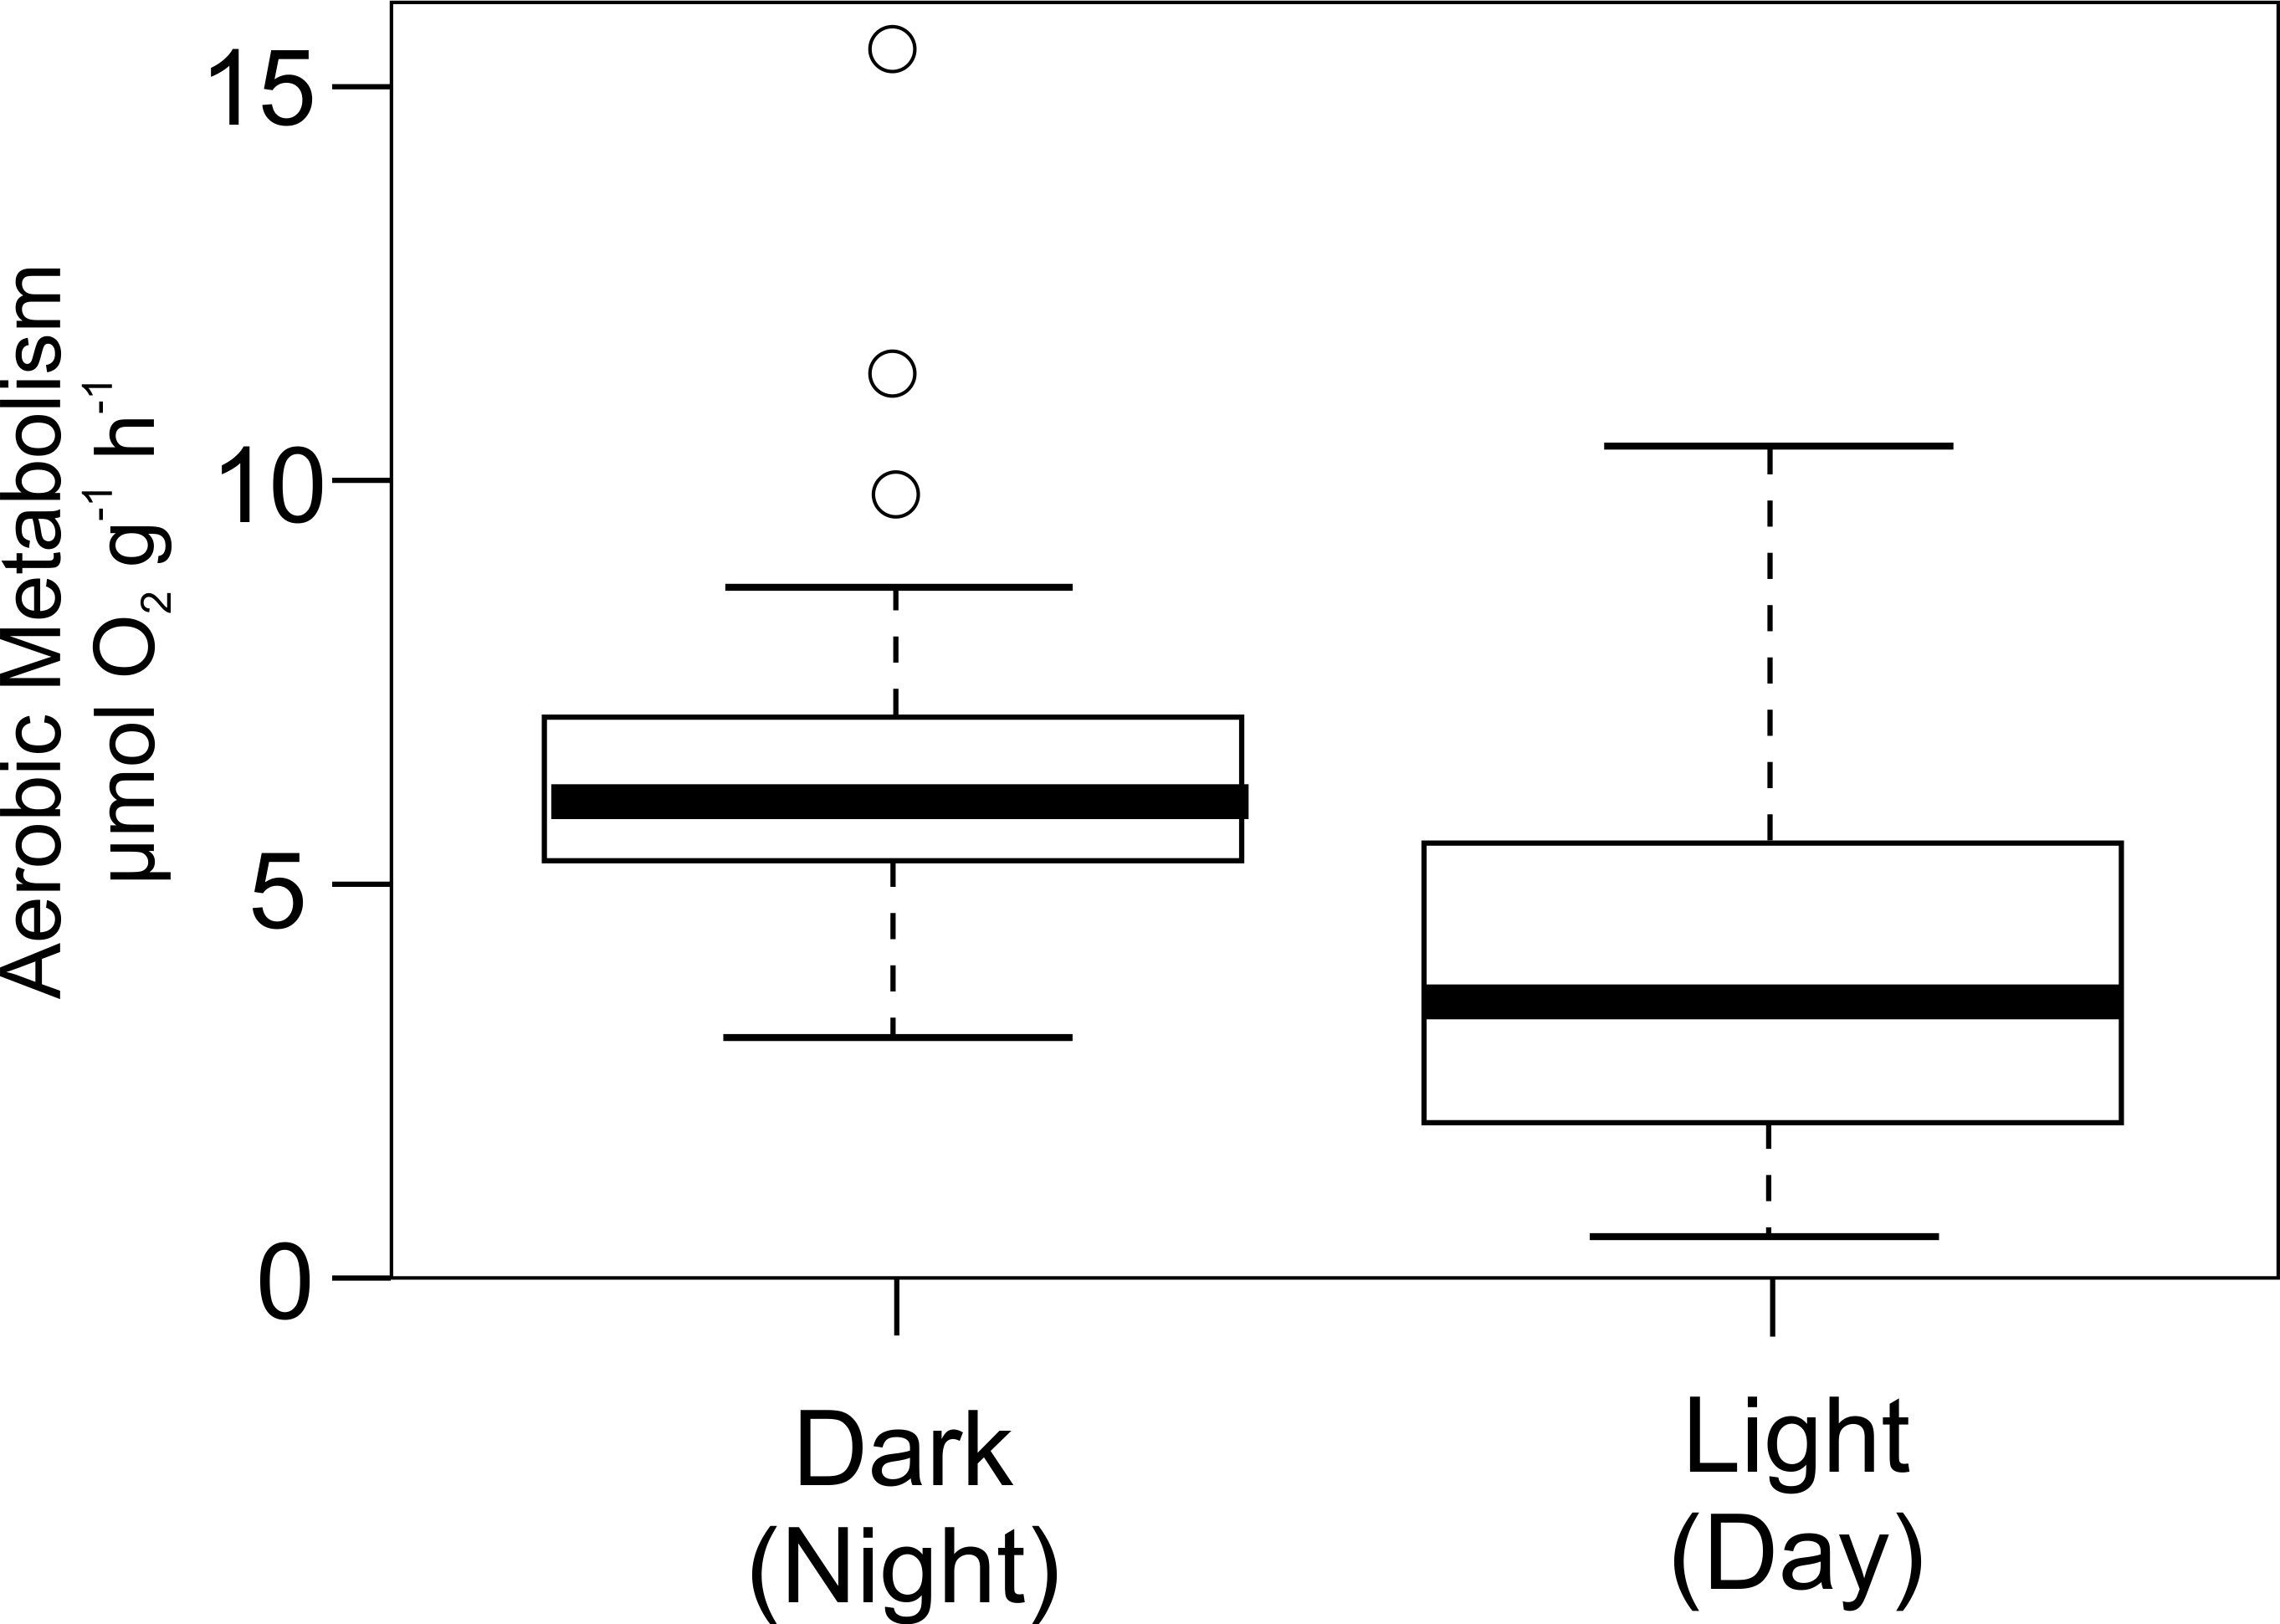 Aerobic Metabolism
µmol O₂ g⁻¹ h⁻¹
15
10
5
0
Dark
(Night)
Light
(Day)